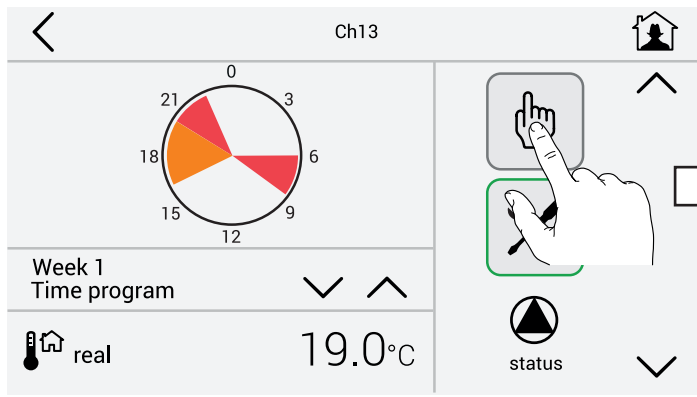 Ch13
0
21
3
18
6
15
9
12
Week 1
Time program
real
19.0°C
status